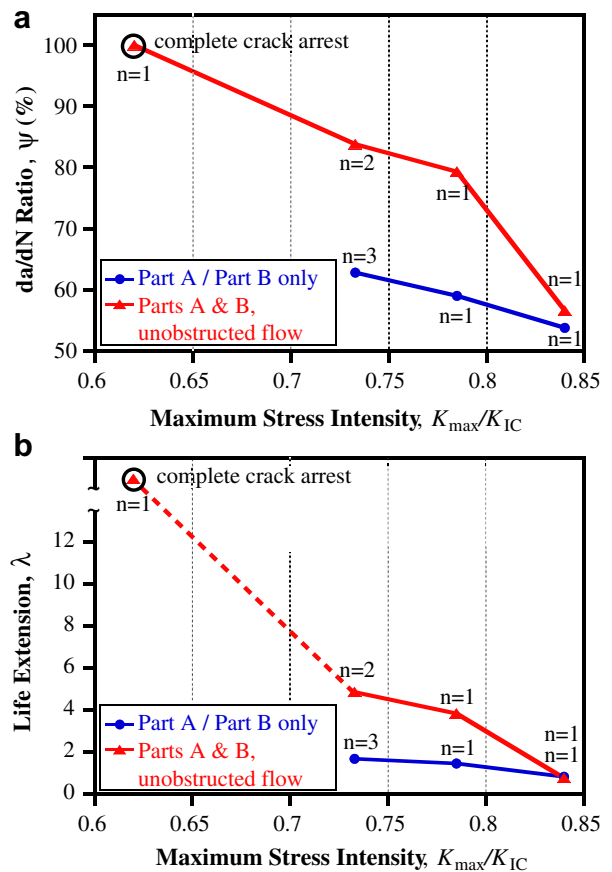 a
100
complete crack arrest
n=1
90
da/dN Ratio, ψ (%)
n=2
80
n=1
70
n=3
60
n=1
n=1
n=1
50
Part A / Part B only
Parts A & B,
unobstructed flow
0.6 0.65 0.7 0.75 0.8 0.85
Maximum Stress Intensity, Kmax/KIC
b
complete crack arrest
n=1
~
~
12
10
8
6
4
2
0
Life Extension, λ
n=2
n=1
n=3
n=1
n=1
n=1
Part A / Part B only
Parts A & B,
unobstructed flow
0.6 0.65 0.7 0.75 0.8 0.85
Maximum Stress Intensity, Kmax/KIC